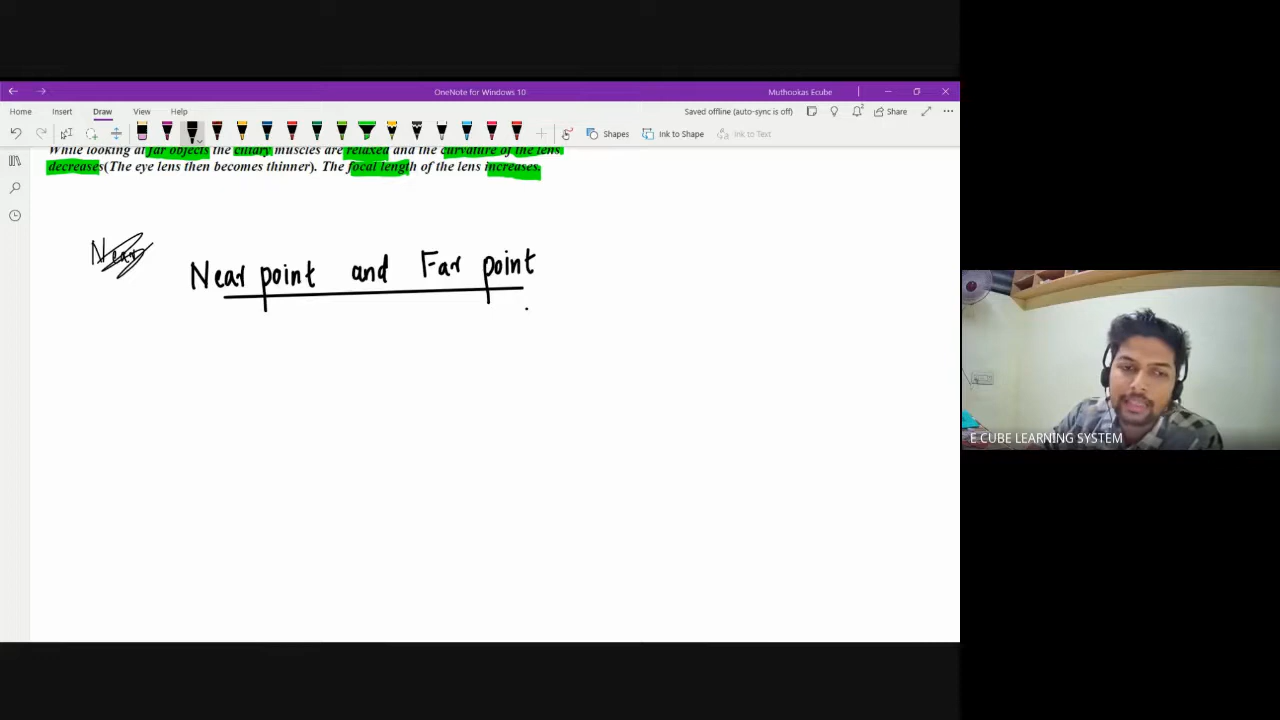 OneNote for Windows 10
Muthookas Ecube
Home Insert Draw View Help
Saved offline (auto-sync is off)
Share
Shapes
Ink to Shape
Ink to Text
While looking at far objects the ciliary muscles are relaxed and the curvature of the lens
decreases(The eye lens then becomes thinner). The focal length of the lens increases.
Near
Near point and Far point
E CUBE LEARNING SYSTEM